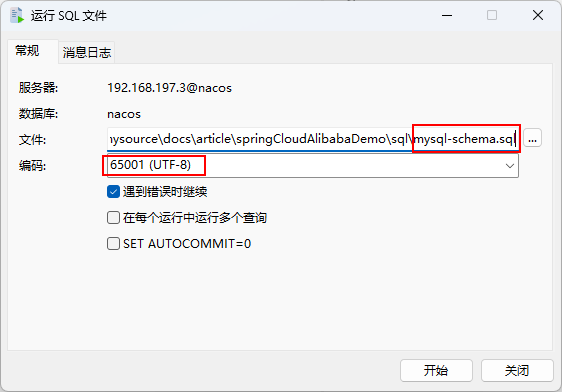 运行 SQL 文件
常规 消息日志
服务器: 192.168.197.3@nacos
数据库: nacos
文件: nysource\docs\article\springCloudAlibabaDemo\sql\mysql-schema.sql ...
编码: 65001 (UTF-8)
遇到错误时继续
在每个运行中运行多个查询
SET AUTOCOMMIT=0
开始 关闭